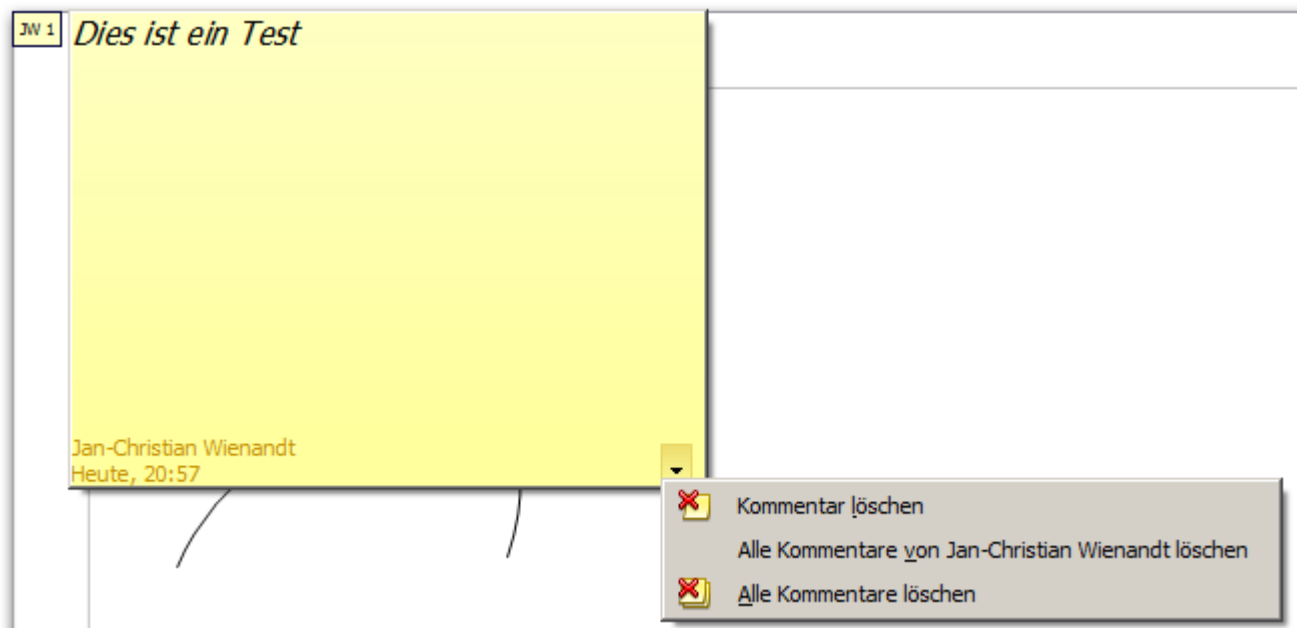 JW 1
Dies ist ein Test
Jan-Christian Wienandt
Heute, 20:57
Kommentar löschen
Alle Kommentare von Jan-Christian Wienandt löschen
Alle Kommentare löschen